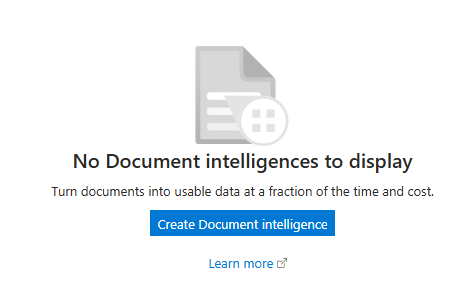 No Document intelligences to display
Turn documents into usable data at a fraction of the time and cost.
Create Document intelligence
Learn more